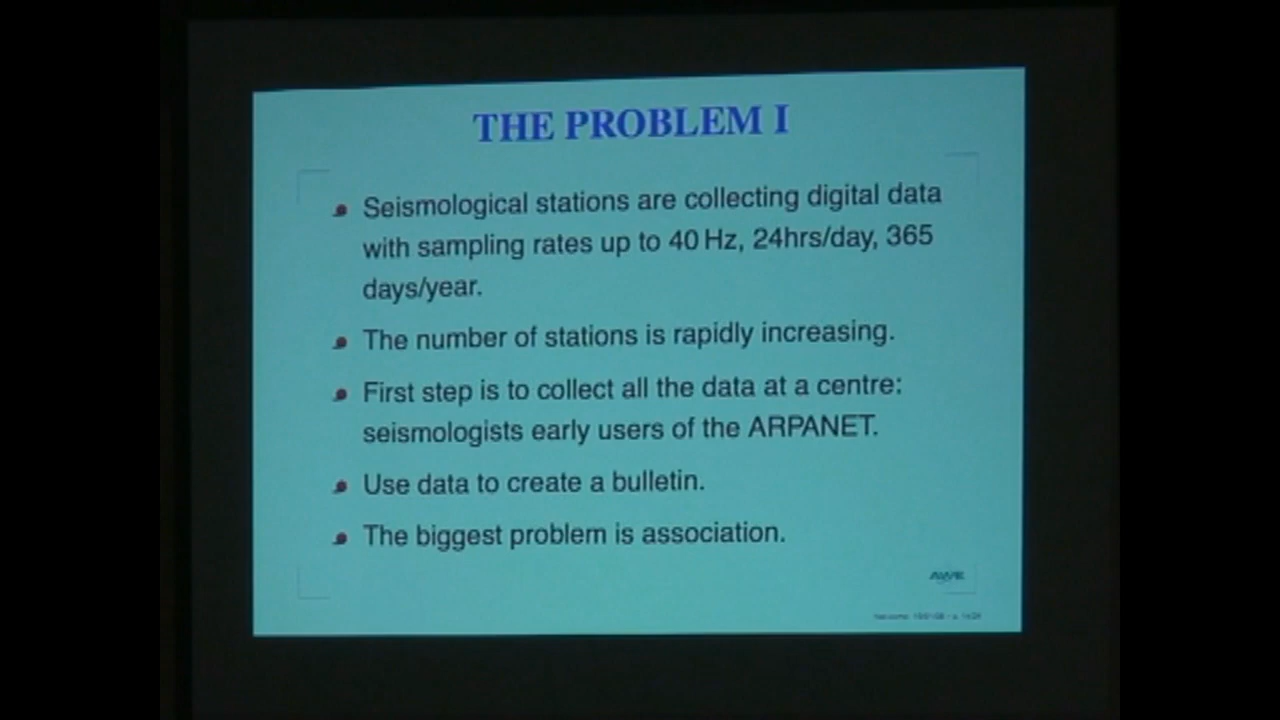 THE PROBLEM I
Seismological stations are collecting digital data
with sampling rates up to 40 Hz, 24hrs/day, 365
days/year.
The number of stations is rapidly increasing.
First step is to collect all the data at a centre:
seismologists early users of the ARPANET.
Use data to create a bulletin.
The biggest problem is association.
AWE